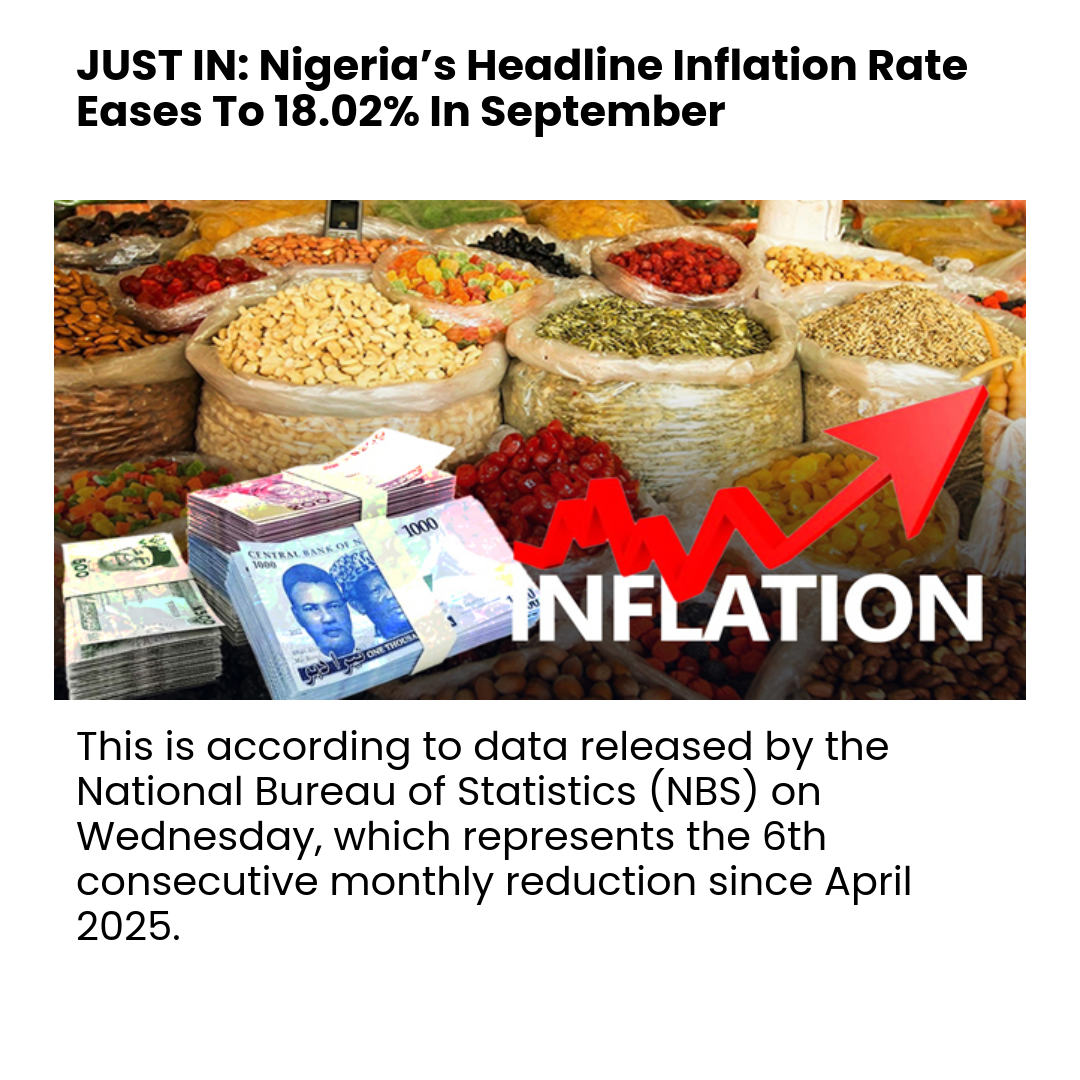 JUST IN: Nigeria’s Headline Inflation Rate
Eases To 18.02% In September
200
1000
CENTRAL BANK OF N
1000
500
INFLATION
ONE THOUSA
This is according to data released by the
National Bureau of Statistics (NBS) on
Wednesday, which represents the 6th
consecutive monthly reduction since April
2025.